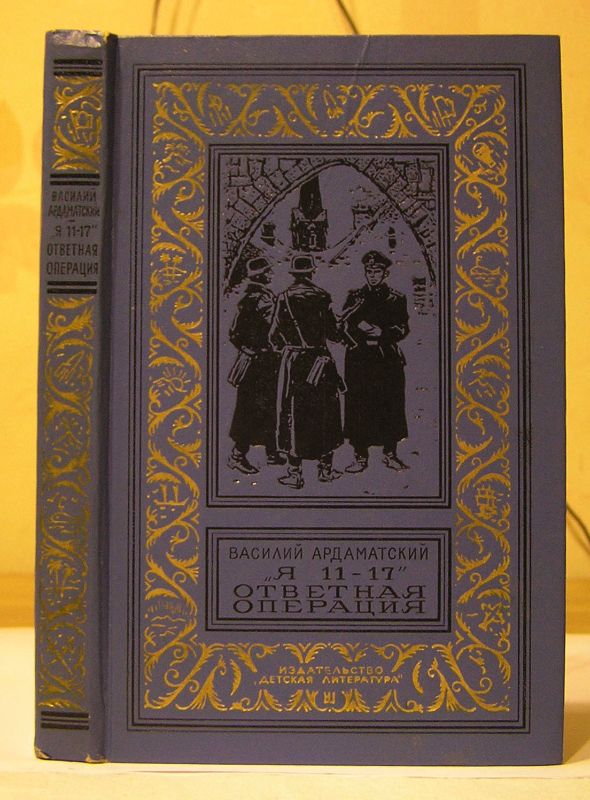 ВАСИЛИЙ
АРДАМАТСКИЙ
„Я 11-17"
ОТВЕТНАЯ
ОПЕРАЦИЯ
ВАСИЛИЙ АРДАМАТСКИЙ
„Я 11-17"
ОТВЕТНАЯ
ОПЕРАЦИЯ
ИЗДАТЕЛЬСТВО
„ДЕТСКАЯ ЛИТЕРАТУРА"